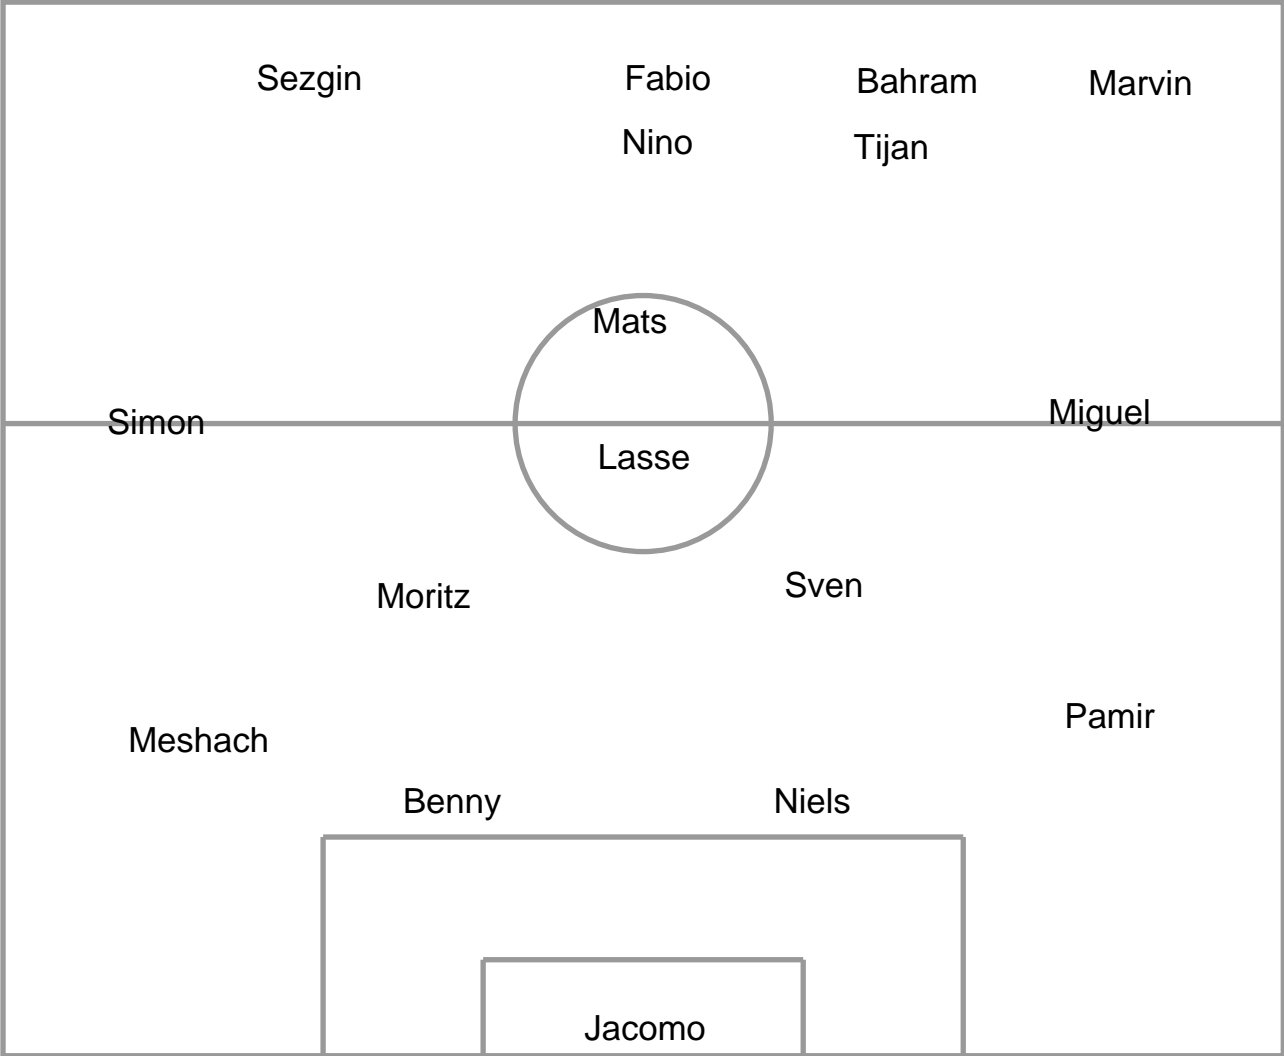 Sezgin Fabio Bahram Marvin
Nino Tijan
Mats
Simon Miguel
Lasse
Moritz Sven
Meshach Pamir
Benny Niels
Jacomo